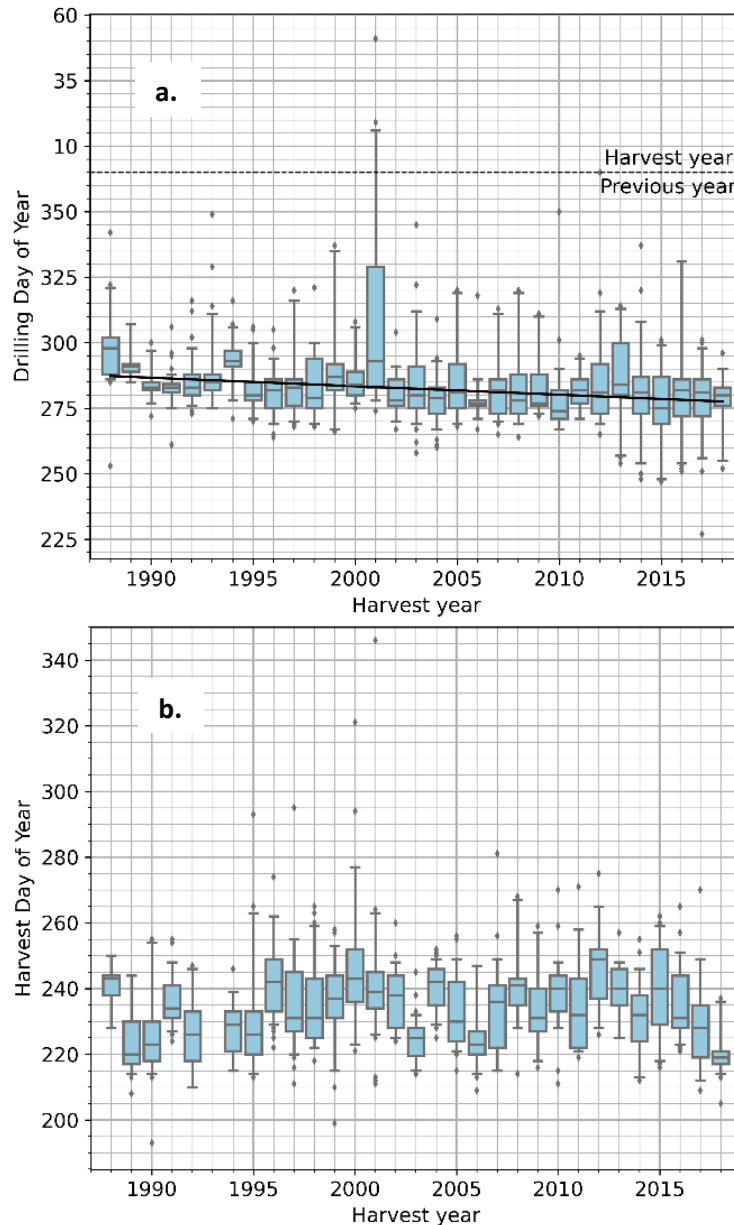 60
35
a.
10
Harvest year
Previous year
350
325
300
275
250
225
Drilling Day of Year
1990 1995 2000 2005 2010 2015
Harvest year
340
b.
320
300
280
260
240
220
200
Harvest Day of Year
1990 1995 2000 2005 2010 2015
Harvest year